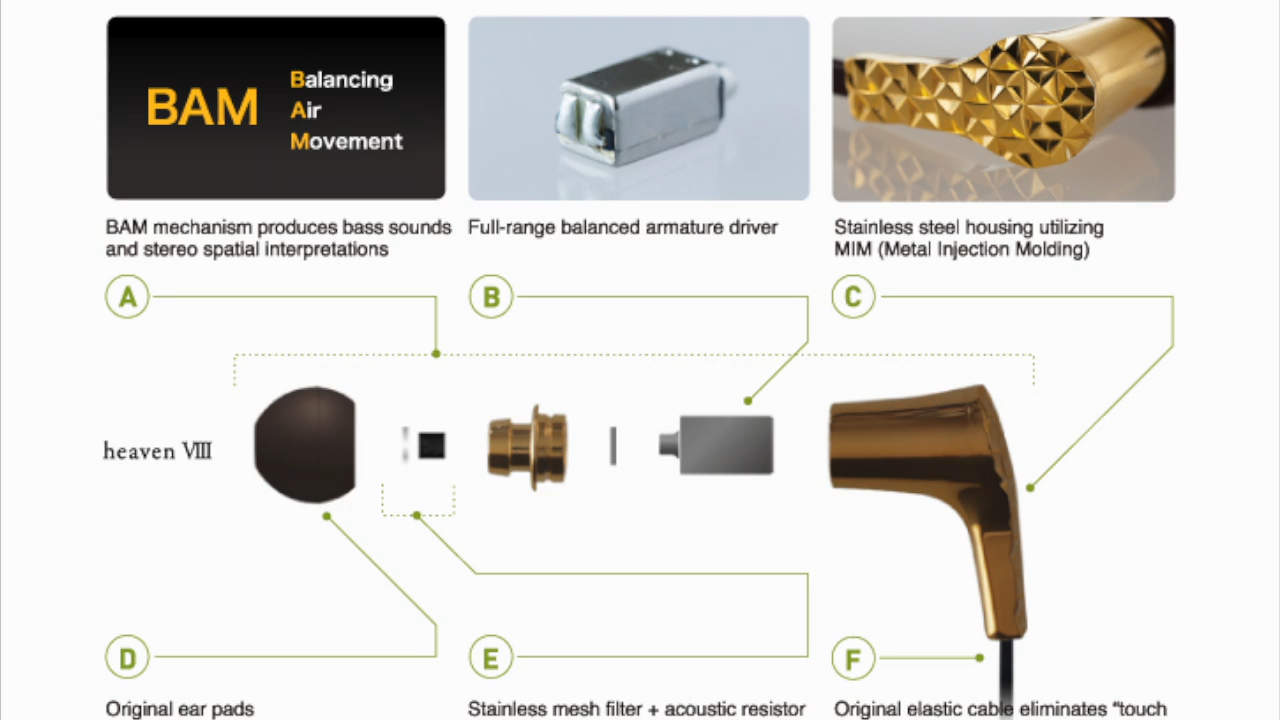 BAM
Balancing
Air
Movement
BAM mechanism produces bass sounds
and stereo spatial interpretations
Full-range balanced armature driver
Stainless steel housing utilizing
MIM (Metal Injection Molding)
A
B
C
heaven VIII
D
E
F
Original ear pads
Stainless mesh filter + acoustic resistor
Original elastic cable eliminates “touch